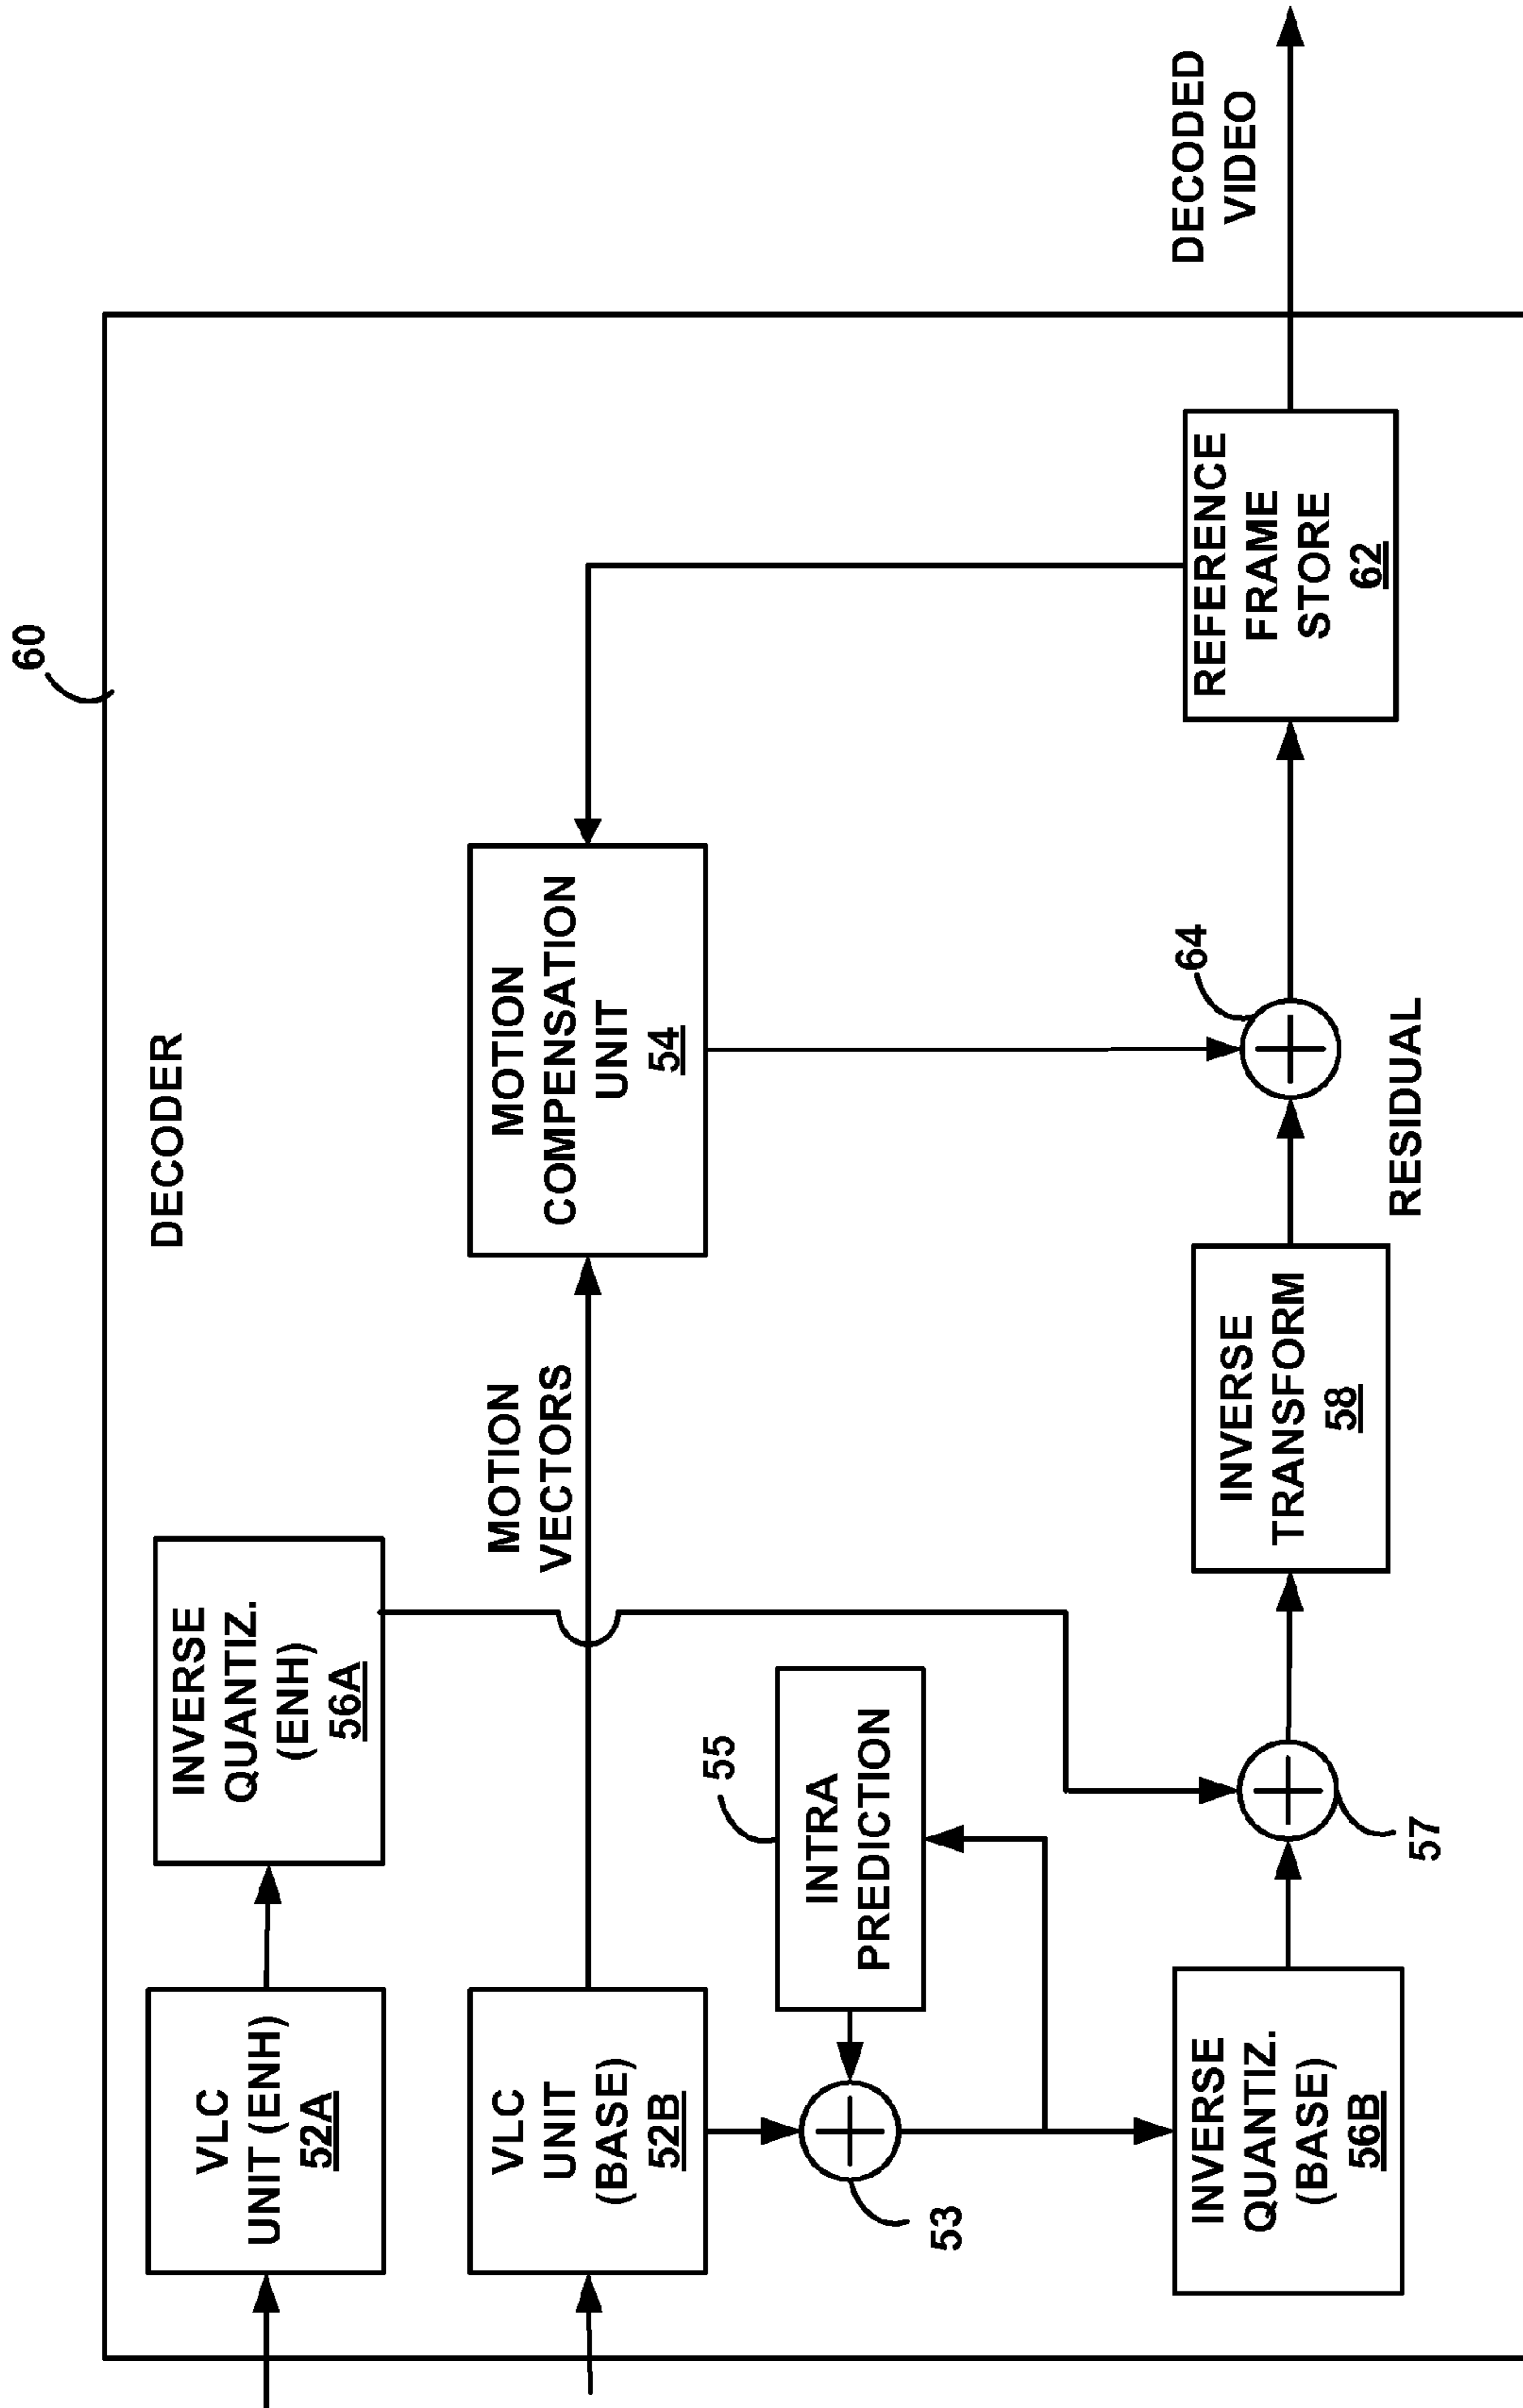 60
DECODER
VLC
UNIT (ENH)
52A
INVERSE
QUANTIZ.
(ENH)
56A
VLC
UNIT
(BASE)
52B
MOTION
VECTORS
MOTION
COMPENSATION
UNIT
54
53
55
INTRA
PREDICTION
INVERSE
QUANTIZ.
(BASE)
56B
57
INVERSE
TRANSFORM
58
RESIDUAL
64
REFERENCE
FRAME
STORE
62
DECODED
VIDEO